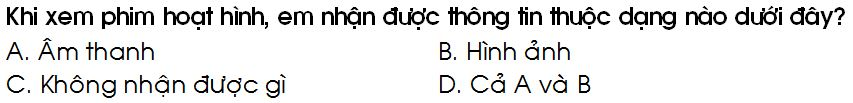 Khi xem phim hoạt hình, em nhận được thông tin thuộc dạng nào dưới đây?
A. Âm thanh B. Hình ảnh
C. Không nhận được gì D. Cả A và B